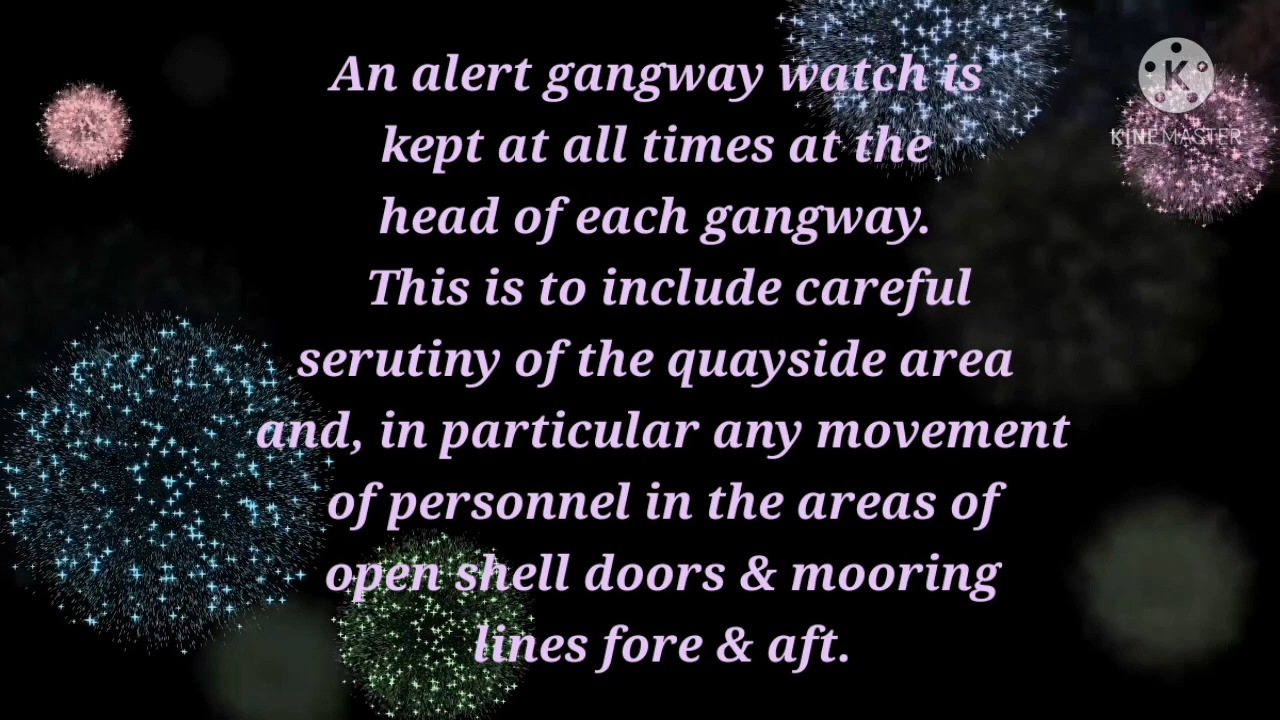 An alert gangway watch is
kept at all times at the
head of each gangway.
This is to include careful
serutiny of the quayside area
and, in particular any movement
of personnel in the areas of
open shell doors & mooring
lines fore & aft.
K
KINEMASTER